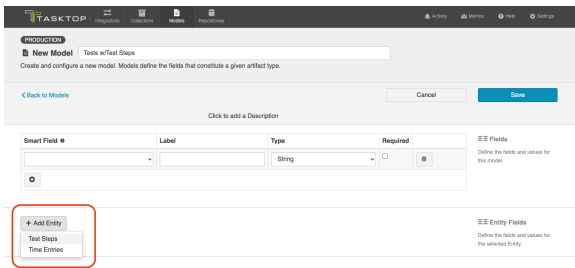 TASKTOP
Integrations
Collections
Models
Repositories
Activity
Metrics
Help
Settings
PRODUCTION
New Model
Tests w/Test Steps
Create and configure a new model. Models define the fields that constitute a given artifact type.
Back to Models
Cancel
Save
Click to add a Description
Smart Field
Label
Type
Required
String
Fields
Define the fields and values for
this model.
+ Add Entity
Test Steps
Time Entries
Entity Fields
Define the fields and values for
the selected Entity.